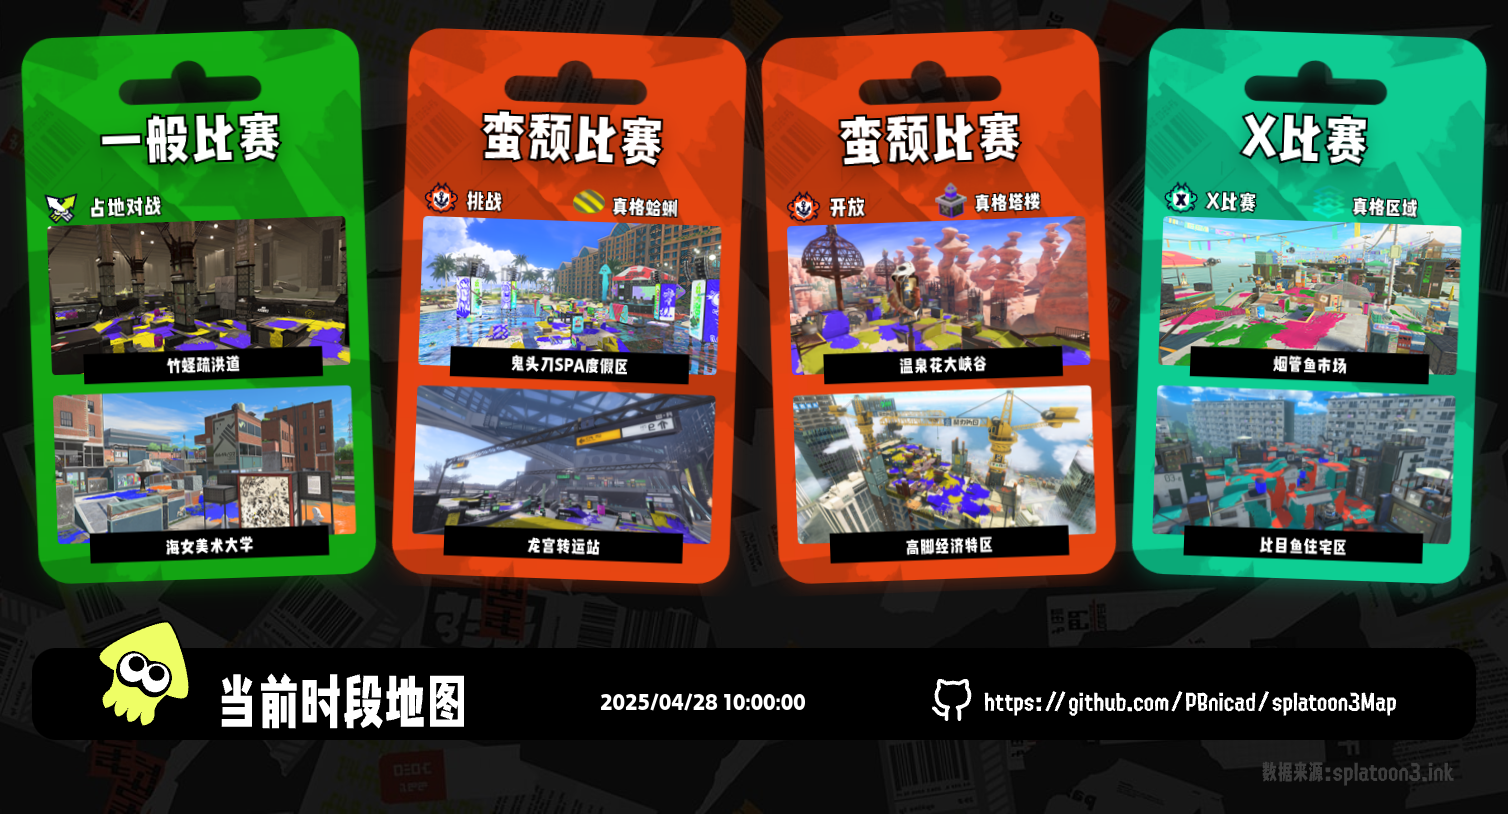 一般比赛
占地对战
竹蛏疏洪道
海女美术大学
蛮颓比赛
挑战
真格蛤蜊
鬼头刀SPA度假区
龙宫转运站
蛮颓比赛
开放
真格塔楼
温泉花大峡谷
高脚经济特区
X比赛
X比赛
真格区域
烟管鱼市场
比目鱼住宅区
当前时段地图
2025/04/28 10:00:00
https://github.com/PBnicad/splatoon3Map
数据来源:splatoon3.ink